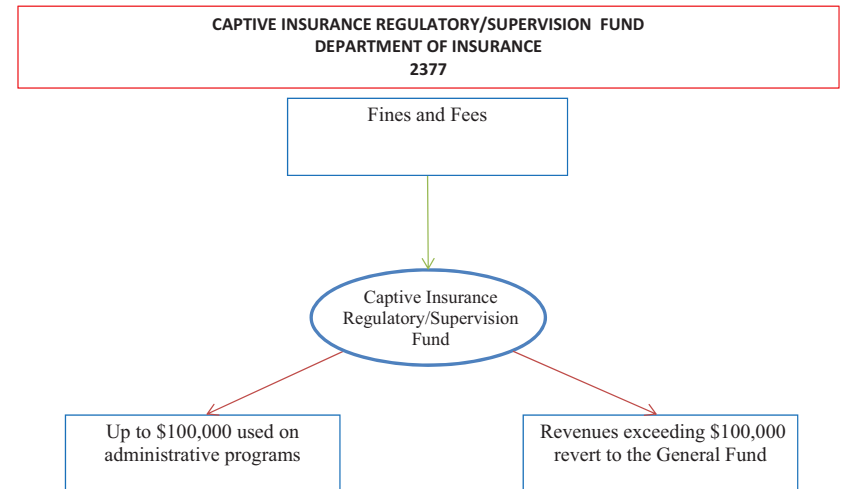 CAPTIVE INSURANCE REGULATORY/SUPERVISION FUND
DEPARTMENT OF INSURANCE
2377
Fines and Fees
Captive Insurance
Regulatory/Supervision
Fund
Up to $100,000 used on
administrative programs
Revenues exceeding $100,000
revert to the General Fund